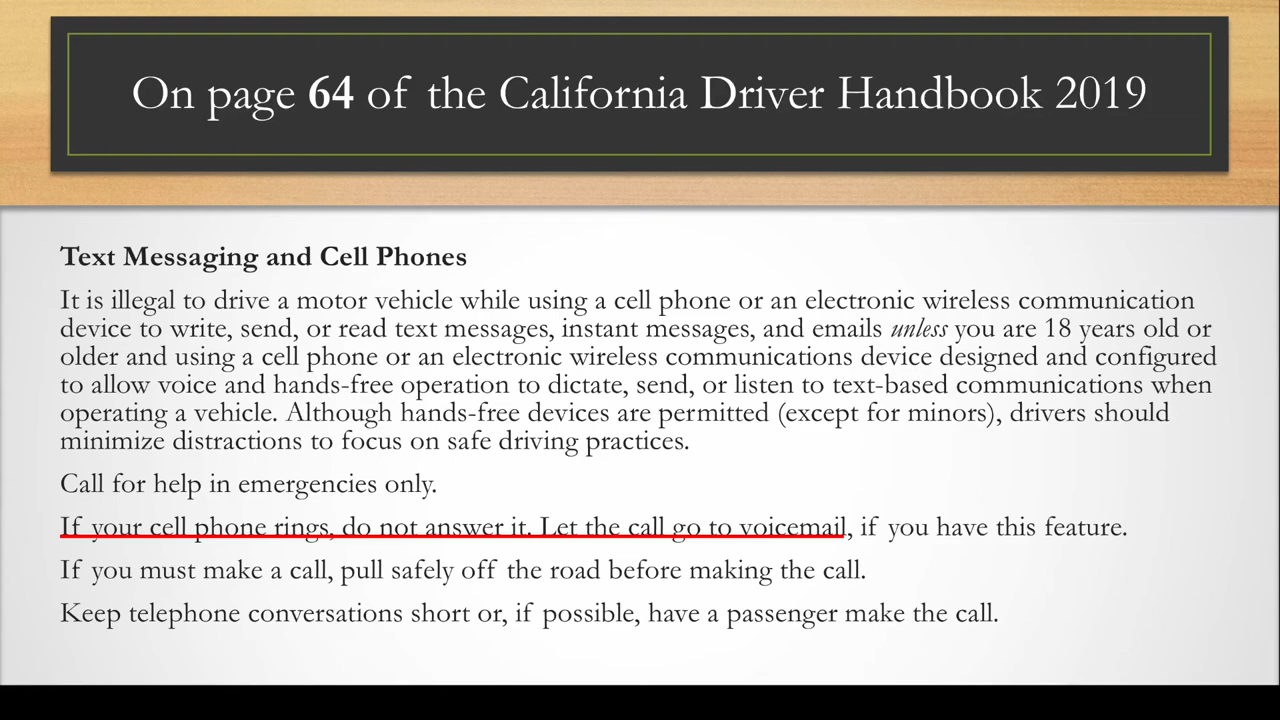 On page 64 of the California Driver Handbook 2019
Text Messaging and Cell Phones
It is illegal to drive a motor vehicle while using a cell phone or an electronic wireless communication
device to write, send, or read text messages, instant messages, and emails unless you are 18 years old or
older and using a cell phone or an electronic wireless communications device designed and configured
to allow voice and hands-free operation to dictate, send, or listen to text-based communications when
operating a vehicle. Although hands-free devices are permitted (except for minors), drivers should
minimize distractions to focus on safe driving practices.
Call for help in emergencies only.
If your cell phone rings, do not answer it. Let the call go to voicemail, if you have this feature.
If you must make a call, pull safely off the road before making the call.
Keep telephone conversations short or, if possible, have a passenger make the call.